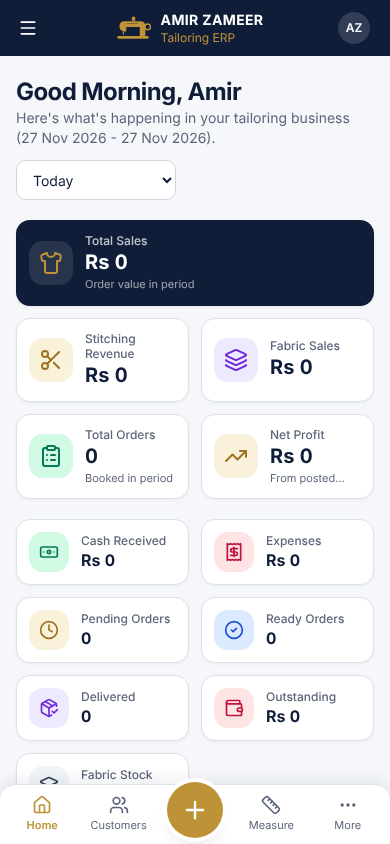 AMIR ZAMEER
Tailoring ERP
AZ
Good Morning, Amir
Here's what's happening in your tailoring business
(27 Nov 2026 - 27 Nov 2026).
Today
Total Sales
Rs 0
Order value in period
Stitching
Revenue
Rs 0
Fabric Sales
Rs 0
Total Orders
0
Booked in period
Net Profit
Rs 0
From posted...
Cash Received
Rs 0
Expenses
Rs 0
Pending Orders
0
Ready Orders
0
Delivered
0
Outstanding
Rs 0
Fabric Stock
Home
Customers
Measure
More